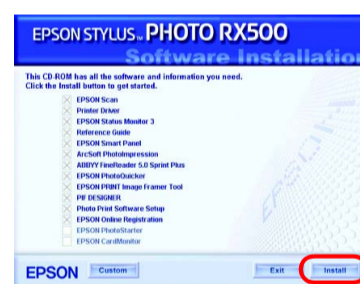 EPSON STYLUS™ PHOTO RX500
Software Installation
This CD-ROM has all the software and information you need.
Click the Install button to get started.
EPSON Scan
Printer Driver
EPSON Status Monitor 3
Reference Guide
EPSON Smart Panel
ArcSoft PhotoImpression
ABBYY FineReader 5.0 Sprint Plus
EPSON PhotoQuicker
EPSON PRINT Image Framer Tool
PIF DESIGNER
Photo Print Software Setup
EPSON Online Registration
EPSON PhotoStarter
EPSON CardMonitor
EPSON
EPSON Custom Exit Install